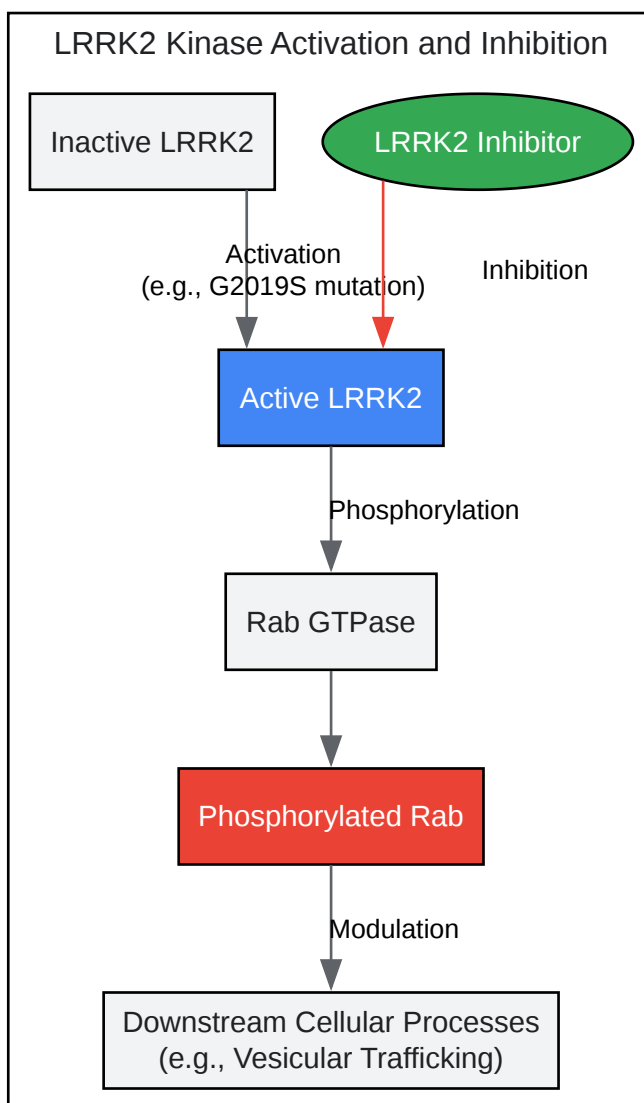 LRRK2 Kinase Activation and Inhibition
Inactive LRRK2
LRRK2 Inhibitor
Activation
(e.g., G2019S mutation)
Inhibition
Active LRRK2
Phosphorylation
Rab GTPase
Phosphorylated Rab
Modulation
Downstream Cellular Processes
(e.g., Vesicular Trafficking)